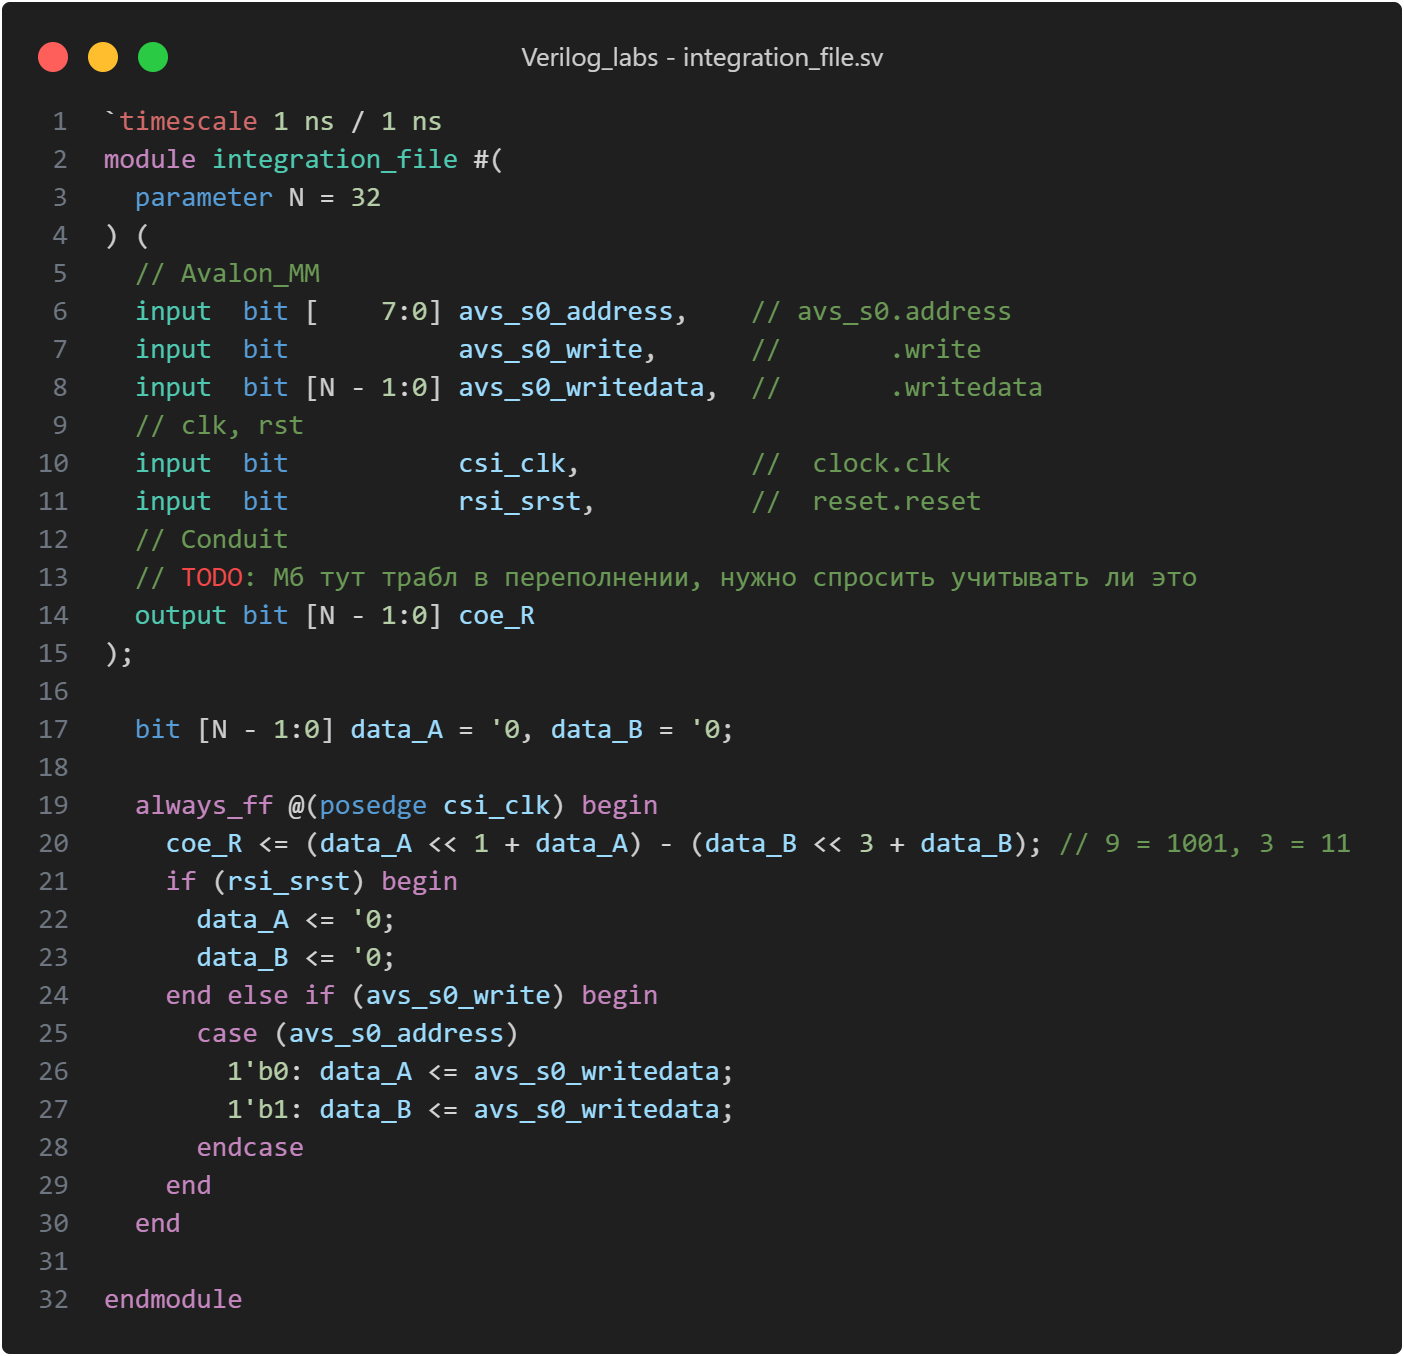 Verilog_labs - integration_file.sv
1 `timescale 1 ns / 1 ns
2 module integration_file #(
3   parameter N = 32
4 ) (
5   // Avalon_MM
6   input  bit [    7:0] avs_s0_address,    // avs_s0.address
7   input  bit           avs_s0_write,      //       .write
8   input  bit [N - 1:0] avs_s0_writedata,  //       .writedata
9   // clk, rst
10   input  bit           csi_clk,           //  clock.clk
11   input  bit           rsi_srst,          //  reset.reset
12   // Conduit
13   // TODO: Мб тут трабл в переполнении, нужно спросить учитывать ли это
14   output bit [N - 1:0] coe_R
15 );
16
17   bit [N - 1:0] data_A = '0, data_B = '0;
18
19   always_ff @(posedge csi_clk) begin
20     coe_R <= (data_A << 1 + data_A) - (data_B << 3 + data_B); // 9 = 1001, 3 = 11
21     if (rsi_srst) begin
22       data_A <= '0;
23       data_B <= '0;
24     end else if (avs_s0_write) begin
25       case (avs_s0_address)
26         1'b0: data_A <= avs_s0_writedata;
27         1'b1: data_B <= avs_s0_writedata;
28       endcase
29     end
30   end
31
32 endmodule